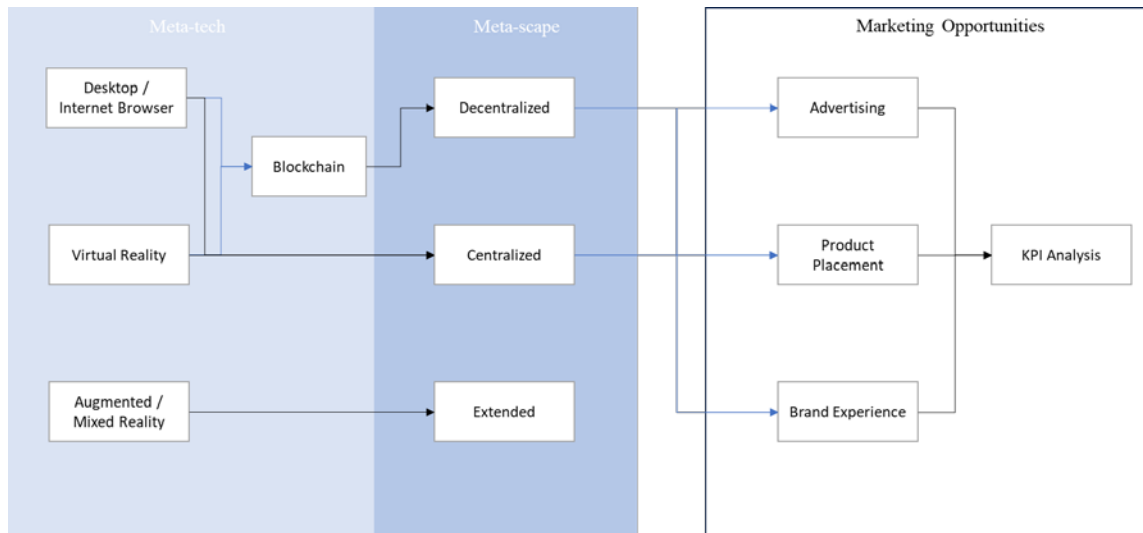 Meta-tech
Meta-scape
Marketing Opportunities
Desktop /
Internet Browser
Decentralized
Advertising
Blockchain
Virtual Reality
Centralized
Product
Placement
KPI Analysis
Augmented /
Mixed Reality
Extended
Brand Experience